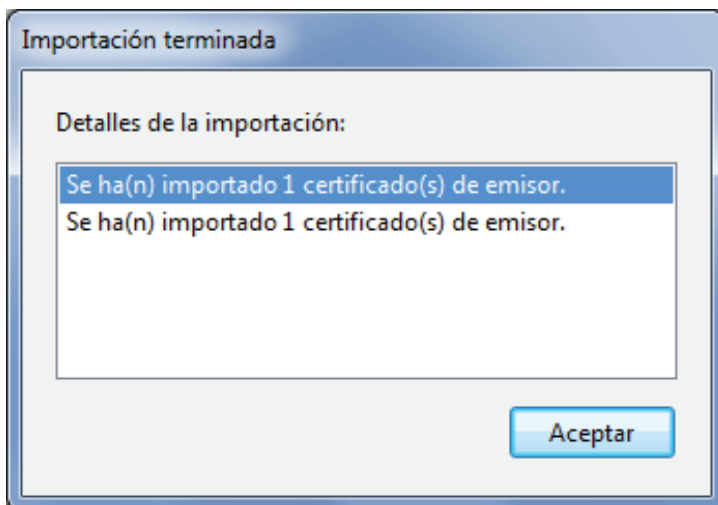 Importación terminada
Detalles de la importación:
Se ha(n) importado 1 certificado(s) de emisor.
Se ha(n) importado 1 certificado(s) de emisor.
Aceptar